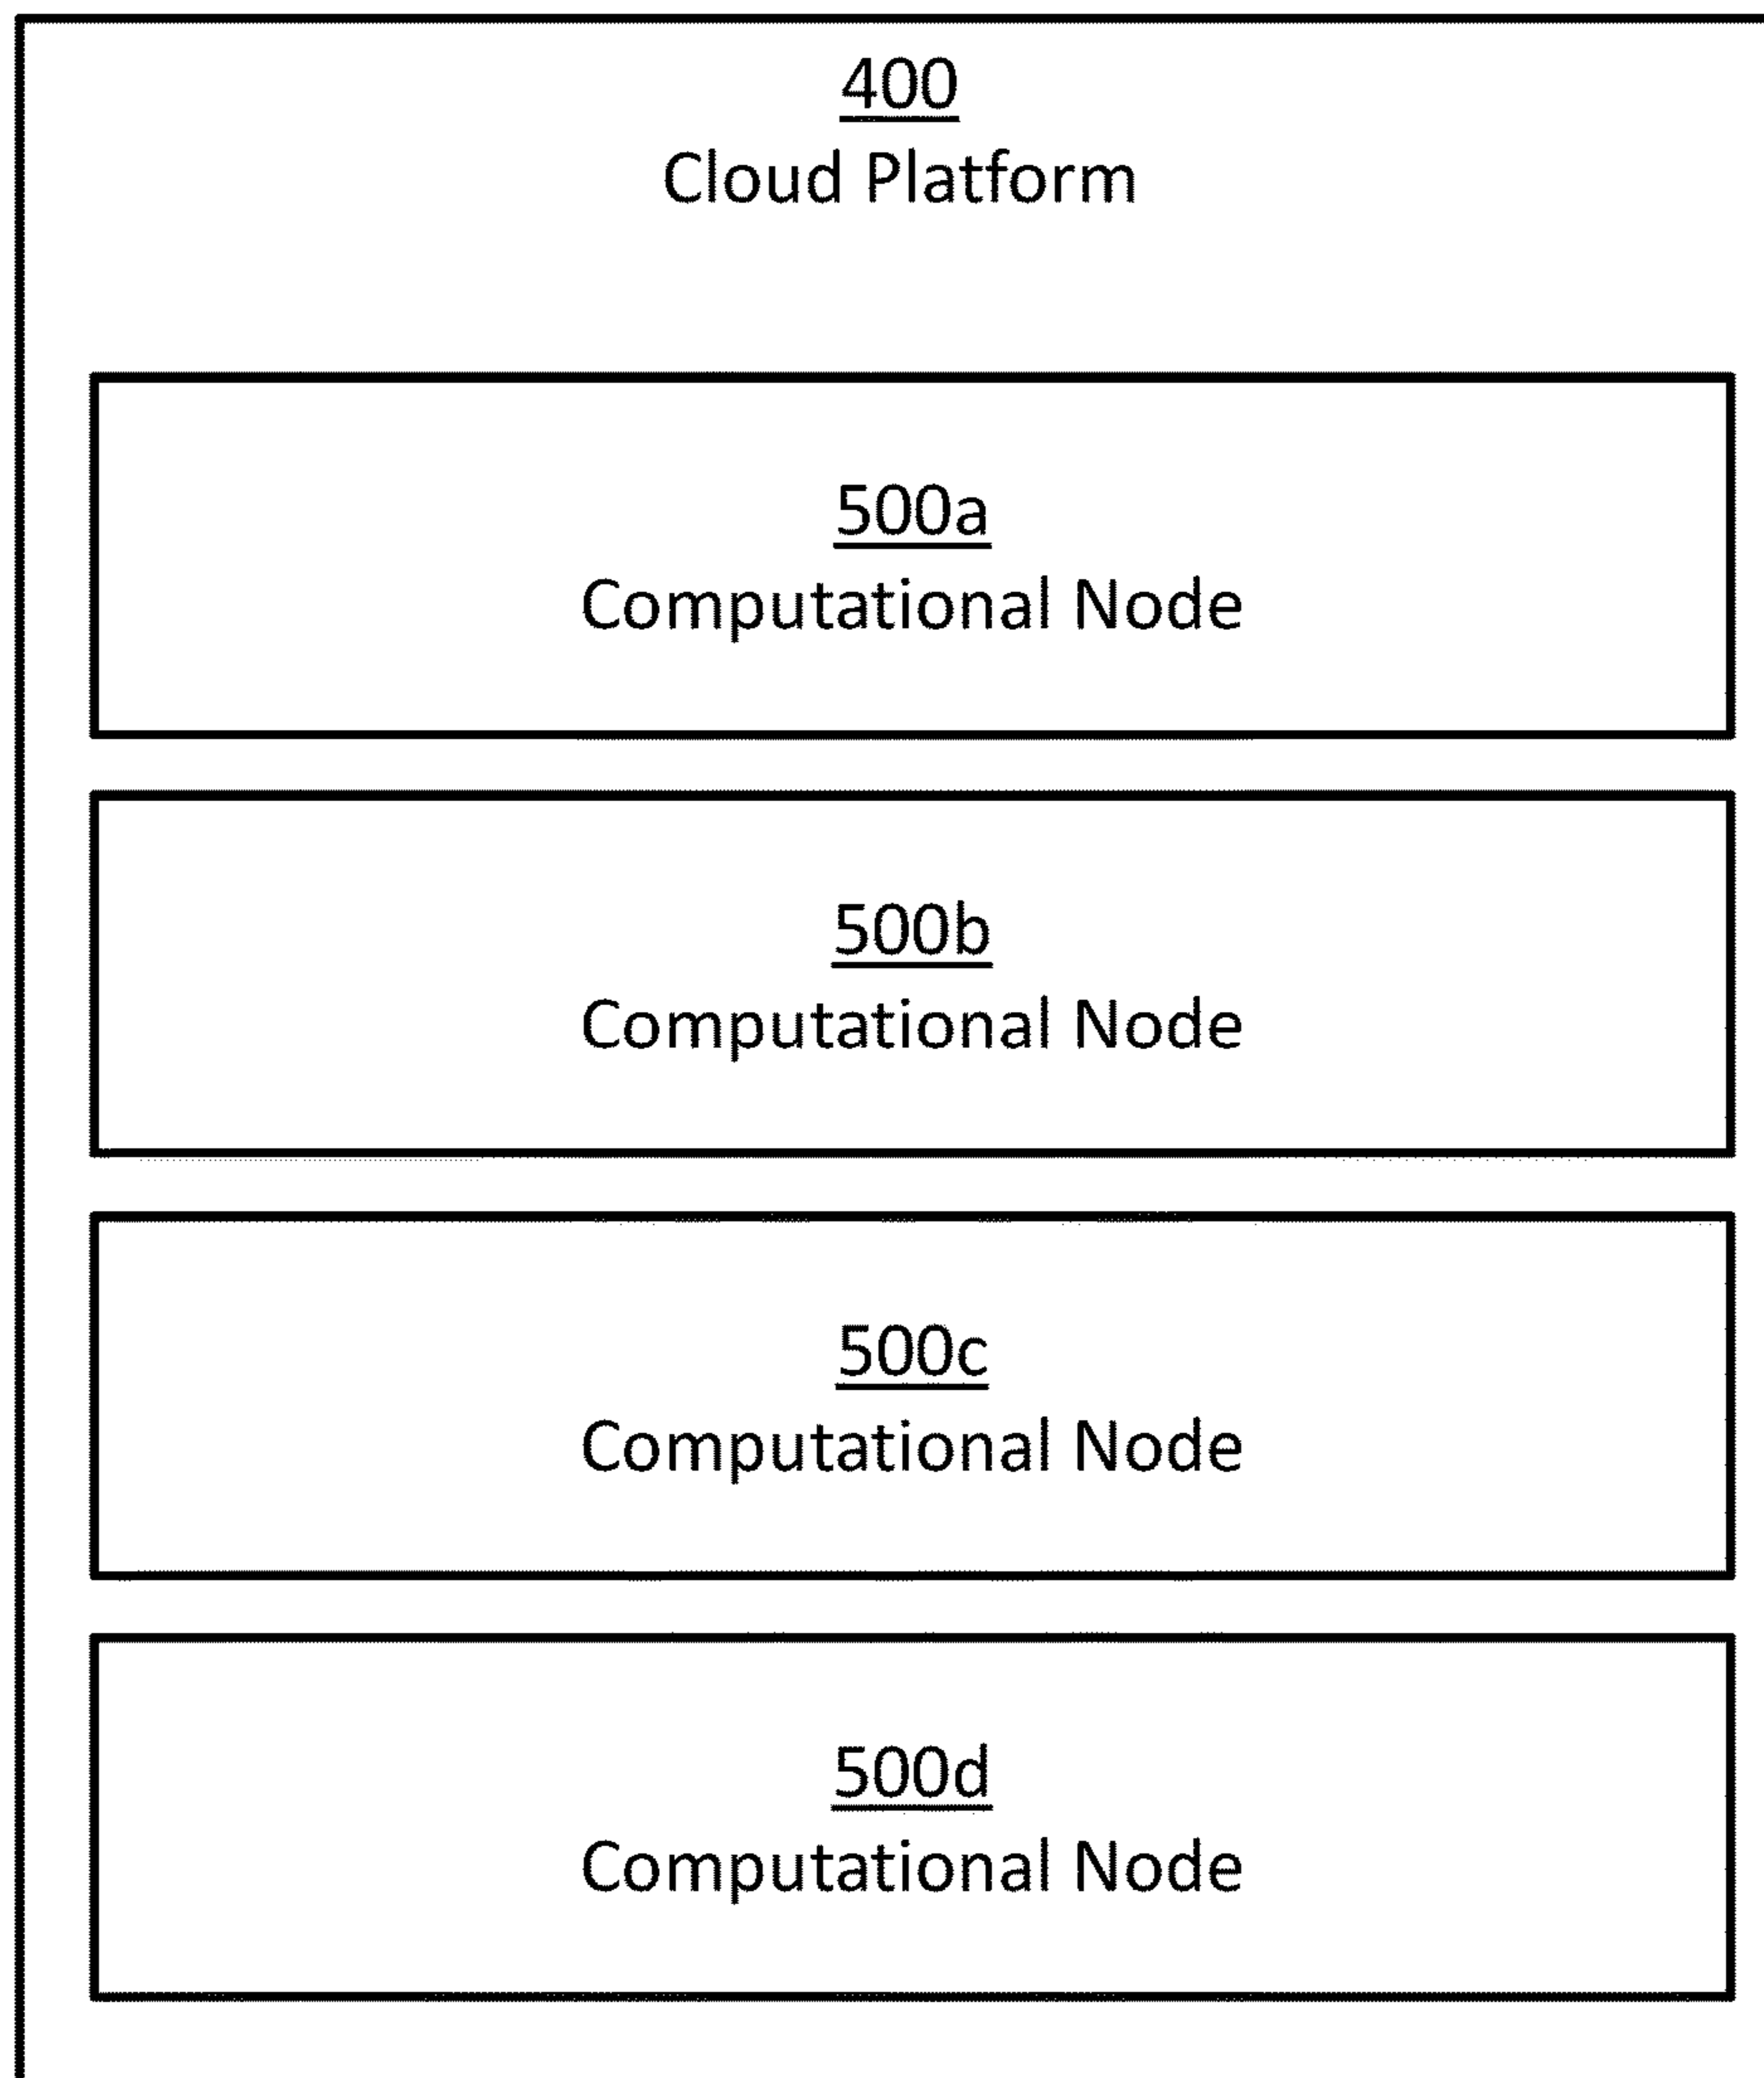 400
Cloud Platform
500a
Computational Node
500b
Computational Node
500c
Computational Node
500d
Computational Node